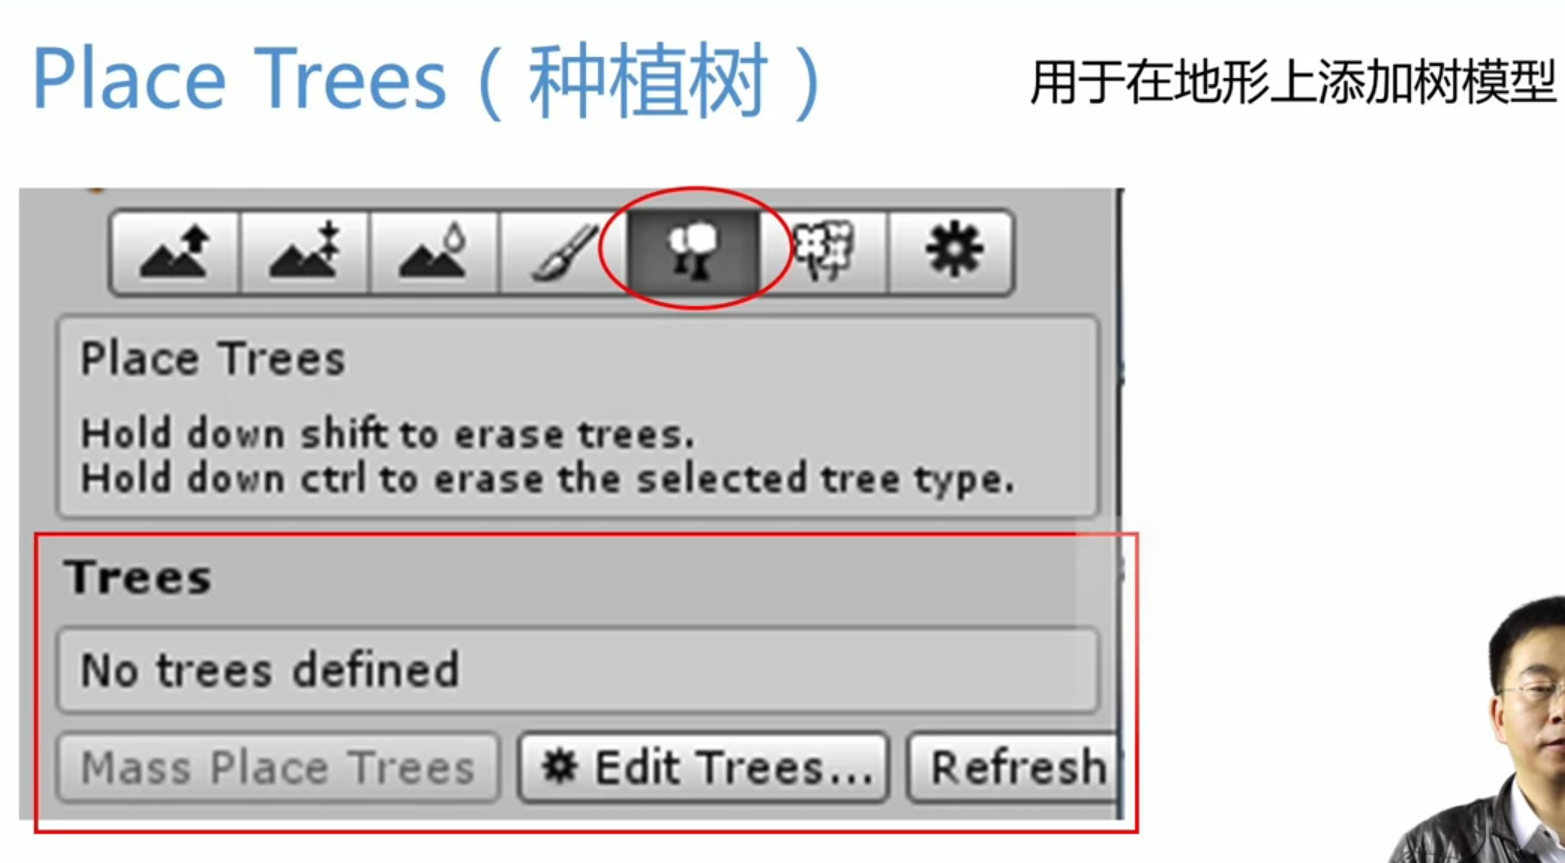 Place Trees（种植树）
用于在地形上添加树模型
Place Trees
Hold down shift to erase trees.
Hold down ctrl to erase the selected tree type.
Trees
No trees defined
Mass Place Trees
Edit Trees...
Refresh